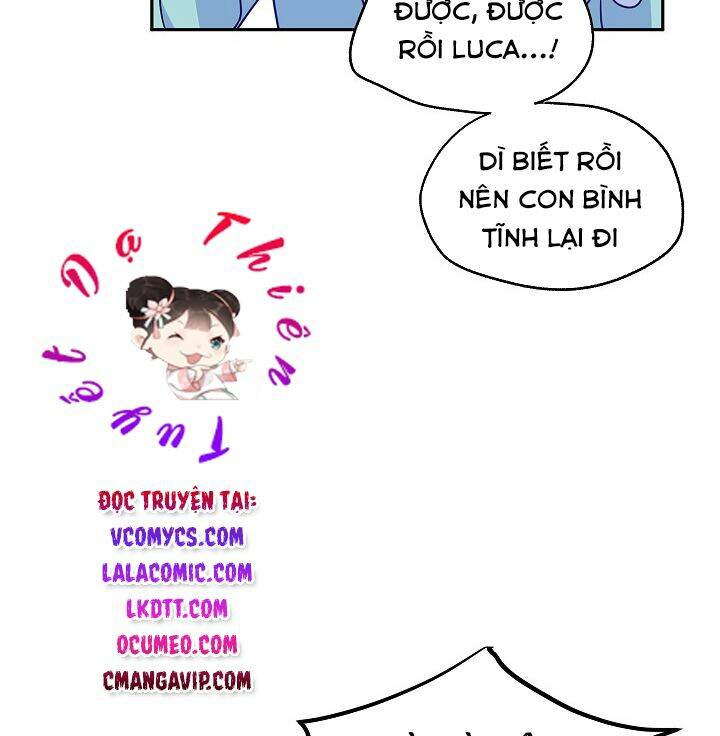 ĐƯỢC, ĐƯỢC
RỒI LUCA...!
DÌ BIẾT RỒI
NÊN CON BÌNH
TĨNH LẠI ĐI
Dạ Thiên Tuyết
ĐỌC TRUYỆN TẠI:
VCOMYCS.COM
LALACOMIC.COM
LKDTT.COM
OCUMEO.COM
CMANGAVIP.COM